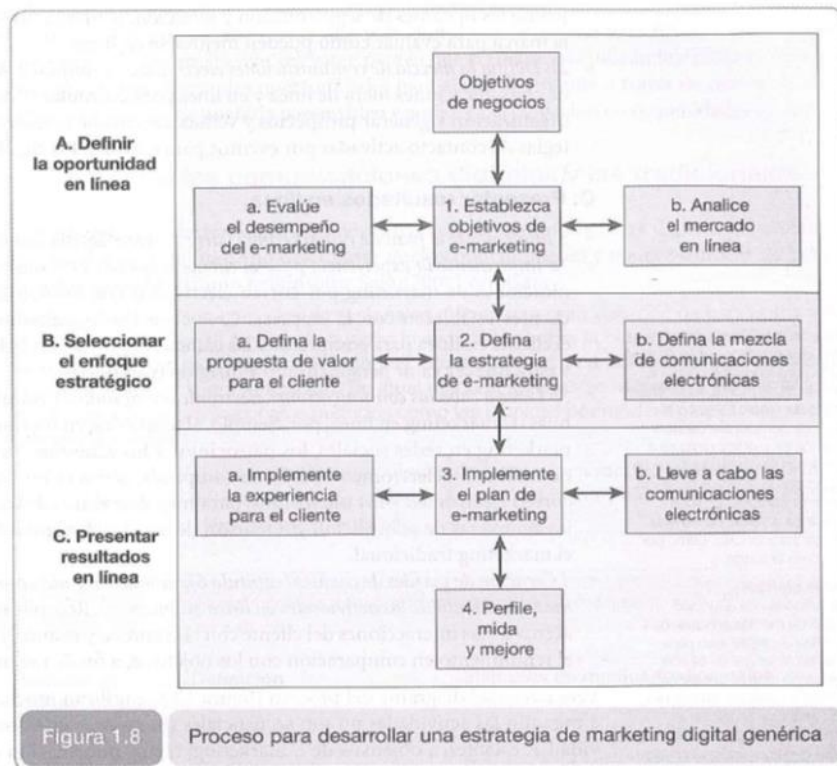 Objetivos
de negocios
A. Definir
la oportunidad
en línea
a. Evalúe
el desempeño
del e-marketing
1. Establezca
objetivos de
e-marketing
b. Analice
el mercado
en línea
B. Seleccionar
el enfoque
estratégico
a. Defina la
propuesta de valor
para el cliente
2. Defina
la estrategia
de e-marketing
b. Defina la mezcla
de comunicaciones
electrónicas
a. Implemente
la experiencia
para el cliente
3. Implemente
el plan de
e-marketing
b. Lleve a cabo las
comunicaciones
electrónicas
C. Presentar
resultados
en línea
4. Perfile,
mida
y mejore
Figura 1.8
Proceso para desarrollar una estrategia de marketing digital genérica